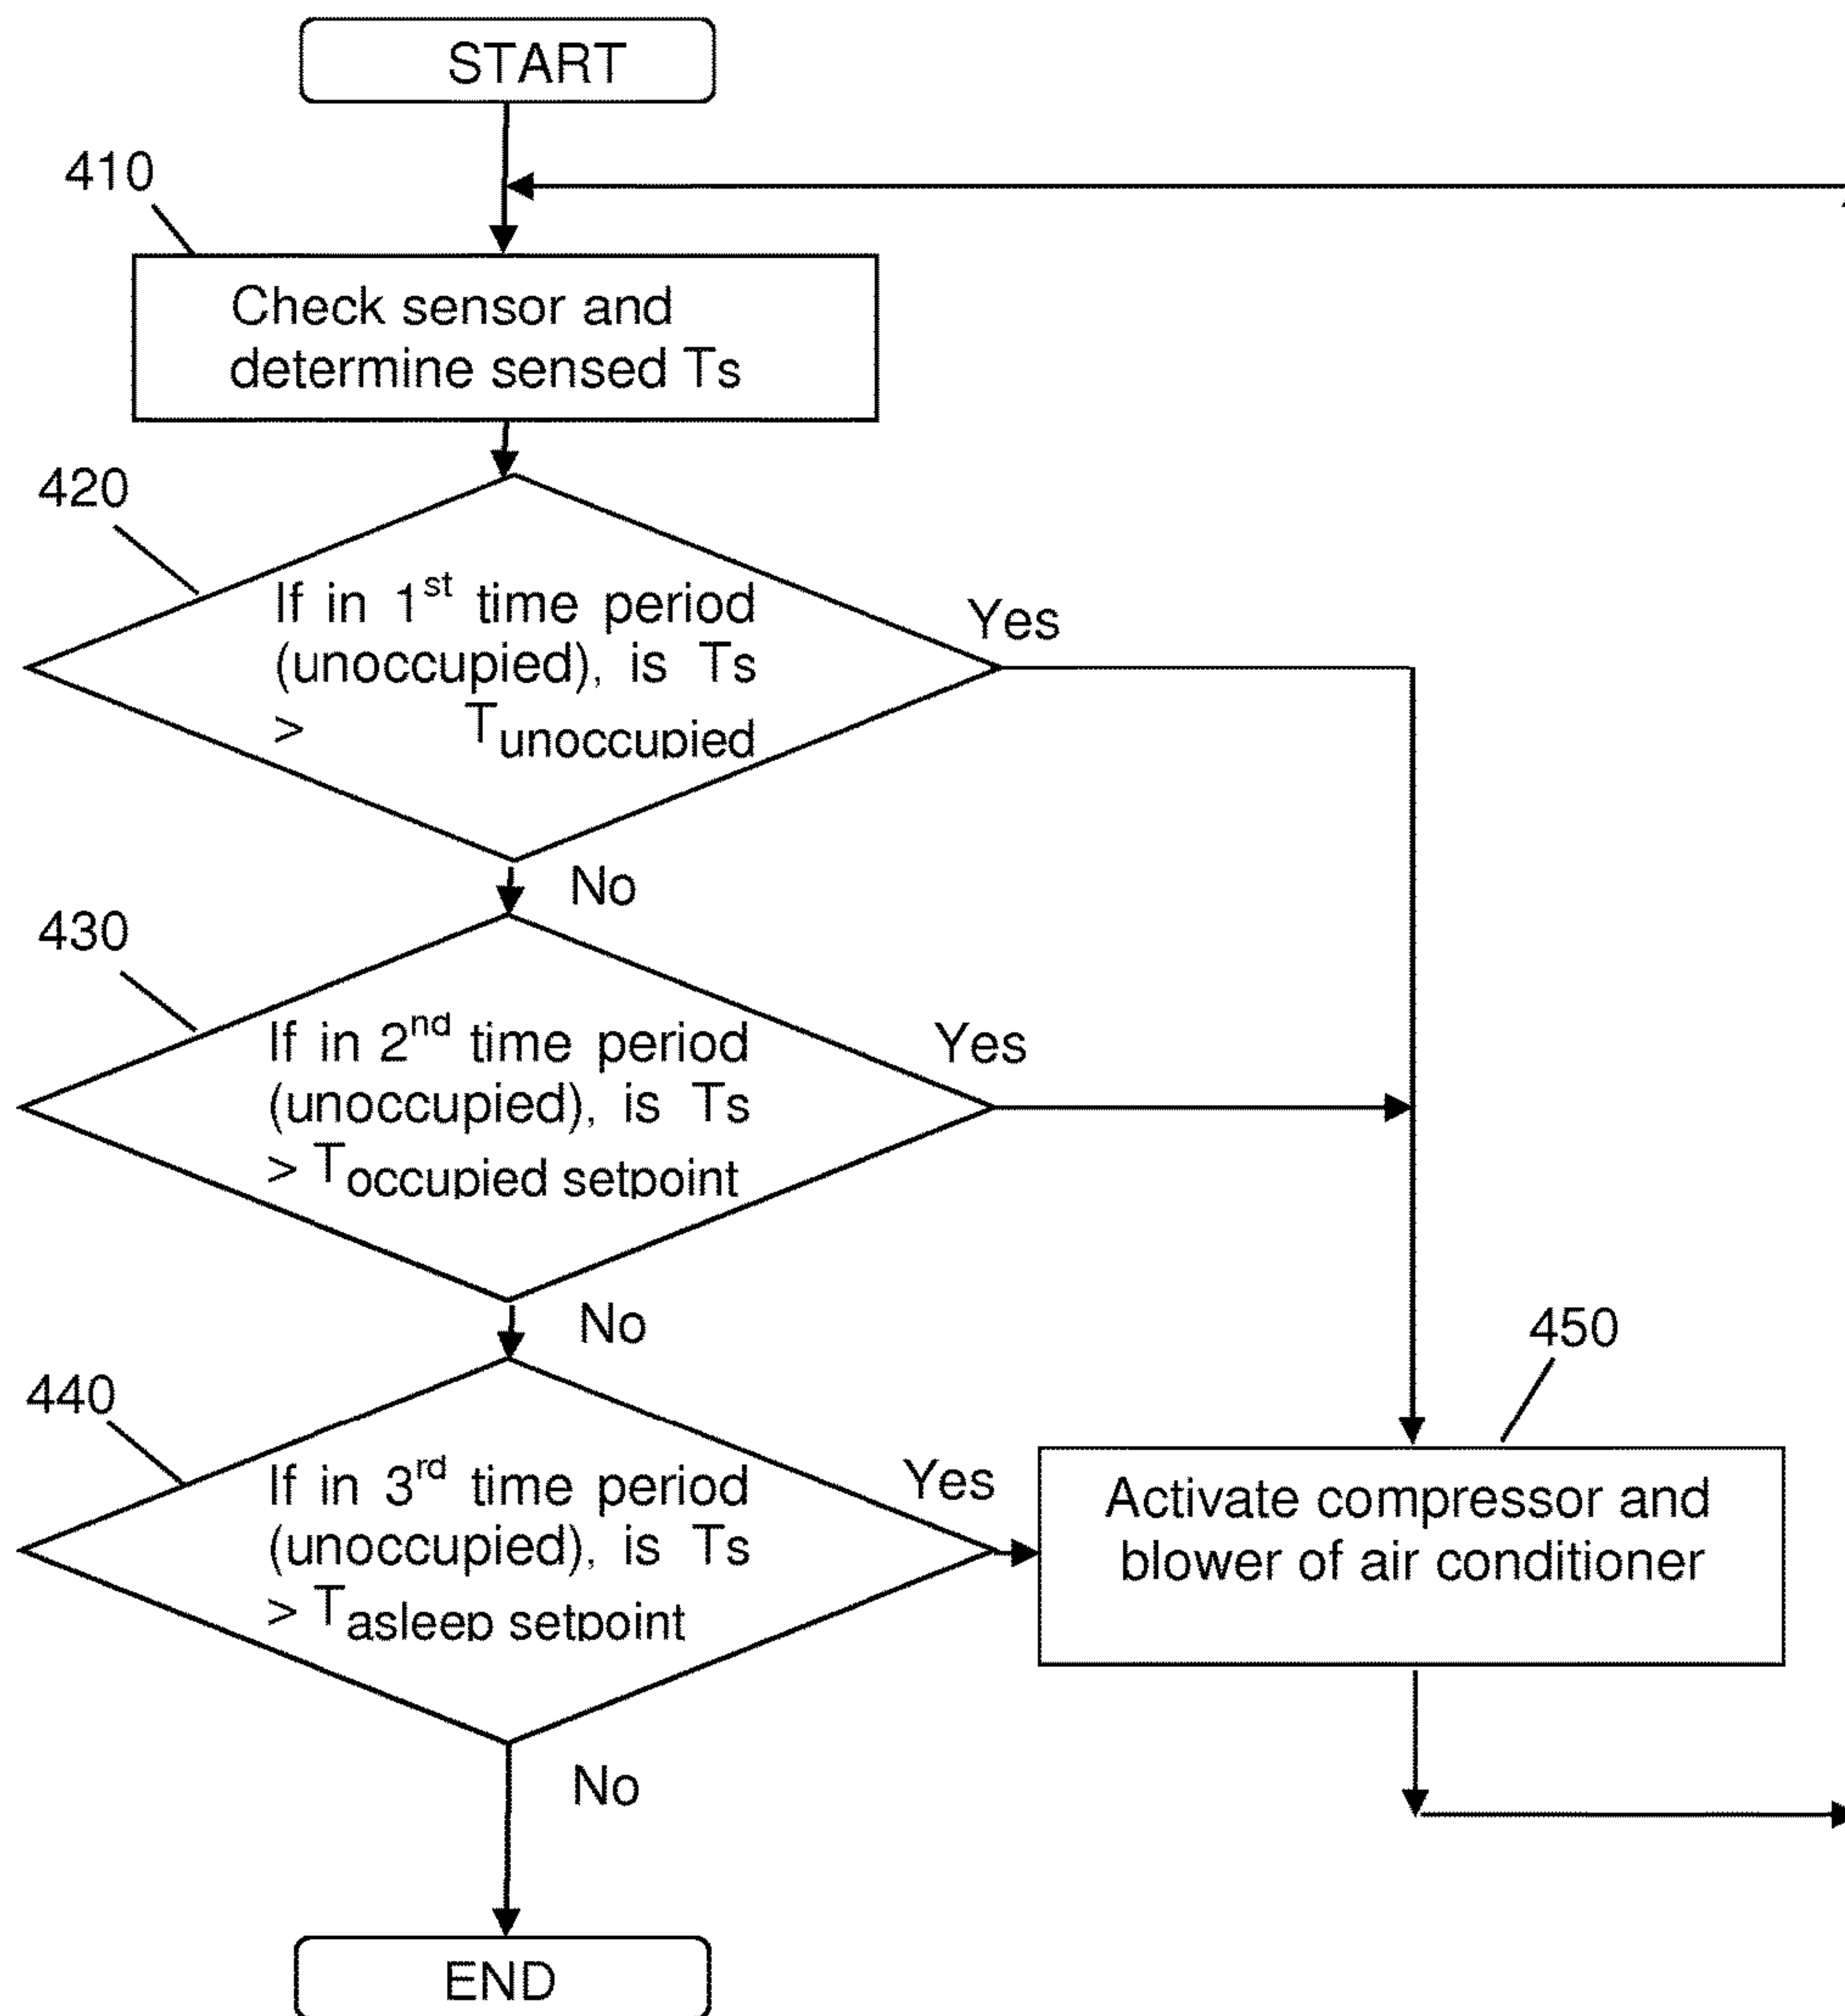 START
410
Check sensor and
determine sensed Ts
420
If in 1st time period
(unoccupied), is Ts
> Tunoccupied
Yes
No
430
If in 2nd time period
(unoccupied), is Ts
> Toccupied setpoint
Yes
No
440
If in 3rd time period
(unoccupied), is Ts
> Tasleep setpoint
Yes
450
Activate compressor and
blower of air conditioner
No
END